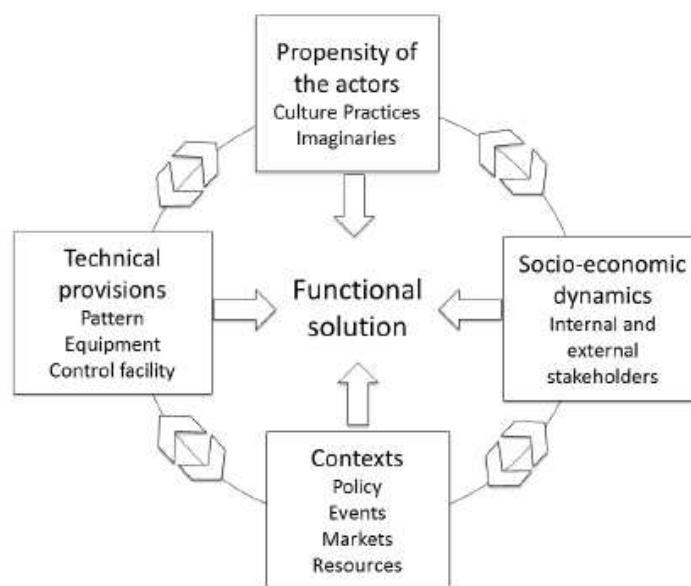 Propensity of
the actors
Culture Practices
Imaginaries
Technical
provisions
Pattern
Equipment
Control facility
Functional
solution
Socio-economic
dynamics
Internal and
external
stakeholders
Contexts
Policy
Events
Markets
Resources